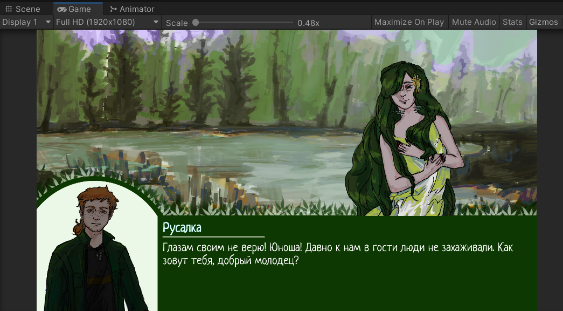 Scene Game Animator
Display 1 Full HD (1920x1080) Scale 0.48x Maximize On Play Mute Audio Stats Gizmos
Русалка
Глазам своим не верю! Юноша! Давно к нам в гости люди не захаживали. Как
зовут тебя, добрый молодец?